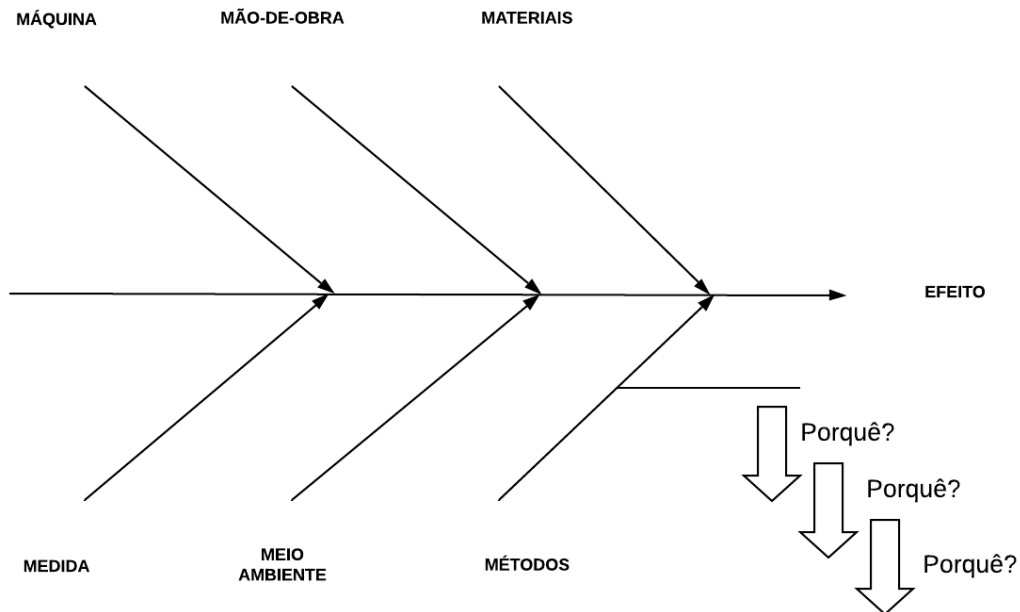 MÁQUINA
MÃO-DE-OBRA
MATERIAIS
EFEITO
Porquê?
Porquê?
Porquê?
MEDIDA
MEIO
AMBIENTE
MÉTODOS